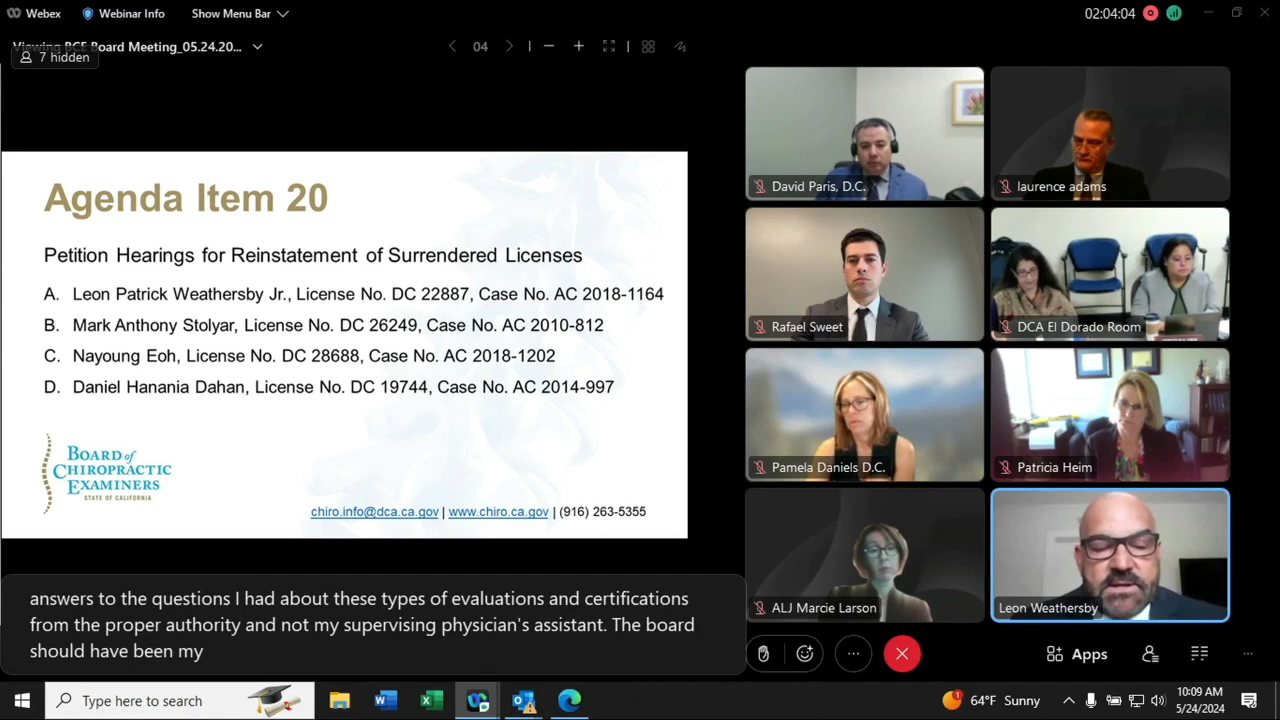 Webex
Webinar Info
Show Menu Bar
02:04:04
Viewing BCE Board Meeting_05.24.20...
7 hidden
04
Agenda Item 20
Petition Hearings for Reinstatement of Surrendered Licenses
A. Leon Patrick Weathersby Jr., License No. DC 22887, Case No. AC 2018-1164
B. Mark Anthony Stolyar, License No. DC 26249, Case No. AC 2010-812
C. Nayoung Eoh, License No. DC 28688, Case No. AC 2018-1202
D. Daniel Hanania Dahan, License No. DC 19744, Case No. AC 2014-997
BOARD of
CHIROPRACTIC
EXAMINERS
STATE OF CALIFORNIA
chiro.info@dca.ca.gov | www.chiro.ca.gov | (916) 263-5355
David Paris, D.C.
laurence adams
Rafael Sweet
DCA El Dorado Room
Pamela Daniels D.C.
Patricia Heim
ALJ Marcie Larson
Leon Weathersby
answers to the questions I had about these types of evaluations and certifications
from the proper authority and not my supervising physician's assistant. The board
should have been my
Apps
Type here to search
1
64°F Sunny
10:09 AM
5/24/2024